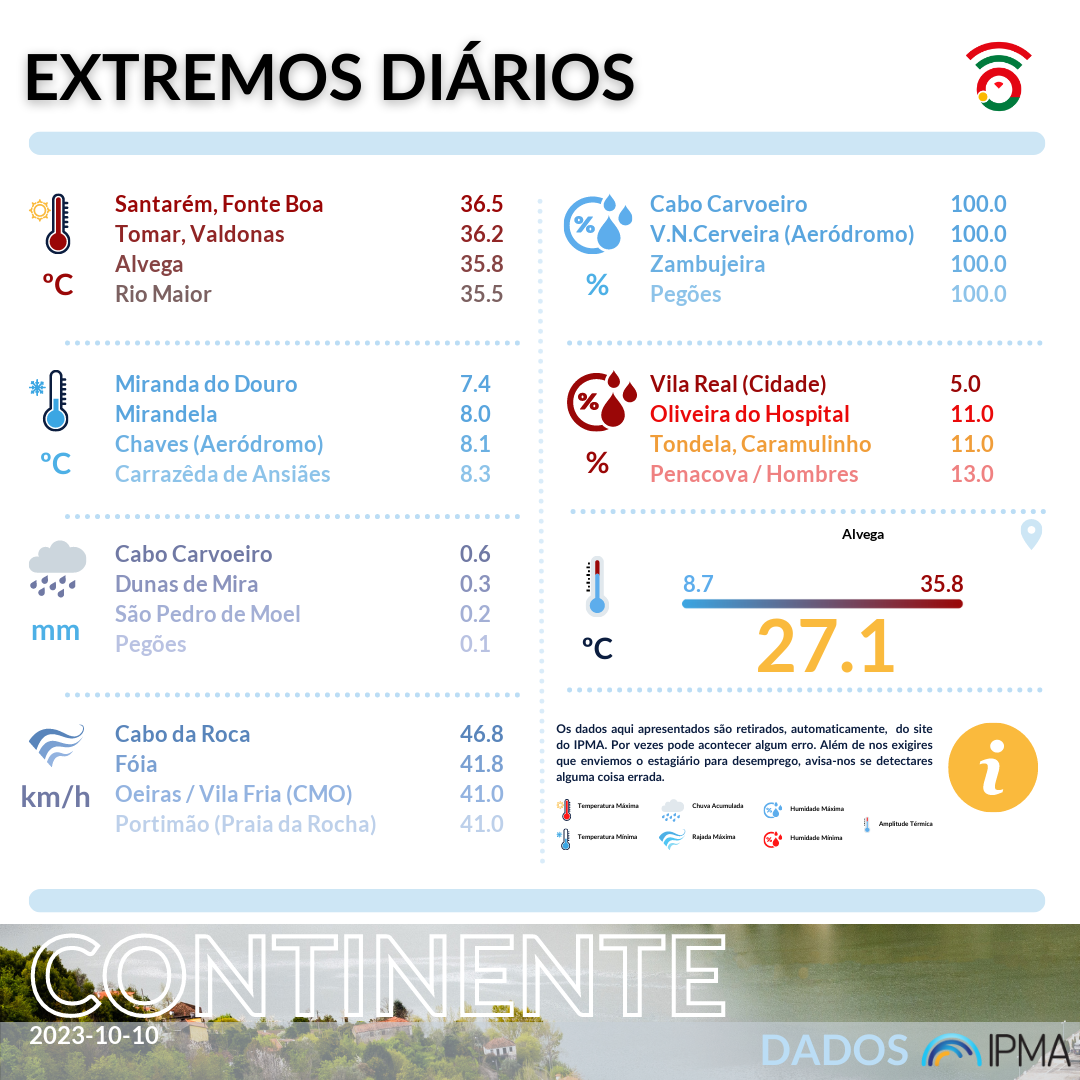 EXTREMOS DIÁRIOS
°C
Santarém, Fonte Boa 36.5
Tomar, Valdonas 36.2
Alvega 35.8
Rio Maior 35.5
°C
Miranda do Douro 7.4
Mirandela 8.0
Chaves (Aeródromo) 8.1
Carrazêda de Ansiães 8.3
mm
Cabo Carvoeiro 0.6
Dunas de Mira 0.3
São Pedro de Moel 0.2
Pegões 0.1
km/h
Cabo da Roca 46.8
Fóia 41.8
Oeiras / Vila Fria (CMO) 41.0
Portimão (Praia da Rocha) 41.0
%
%
Cabo Carvoeiro 100.0
V.N.Cerveira (Aeródromo) 100.0
Zambujeira 100.0
Pegões 100.0
%
%
Vila Real (Cidade) 5.0
Oliveira do Hospital 11.0
Tondela, Caramulinho 11.0
Penacova / Hombres 13.0
Alvega
°C
8.7 35.8
27.1
Os dados aqui apresentados são retirados, automaticamente, do site
do IPMA. Por vezes pode acontecer algum erro. Além de nos exigires
que enviemos o estagiário para desemprego, avisa-nos se detectares
alguma coisa errada.
i
Temperatura Máxima Chuva Acumulada Humidade Máxima
Amplitude Térmica
Temperatura Mínima Rajada Máxima Humidade Mínima
CONTINENTE
2023-10-10
DADOS IPMA